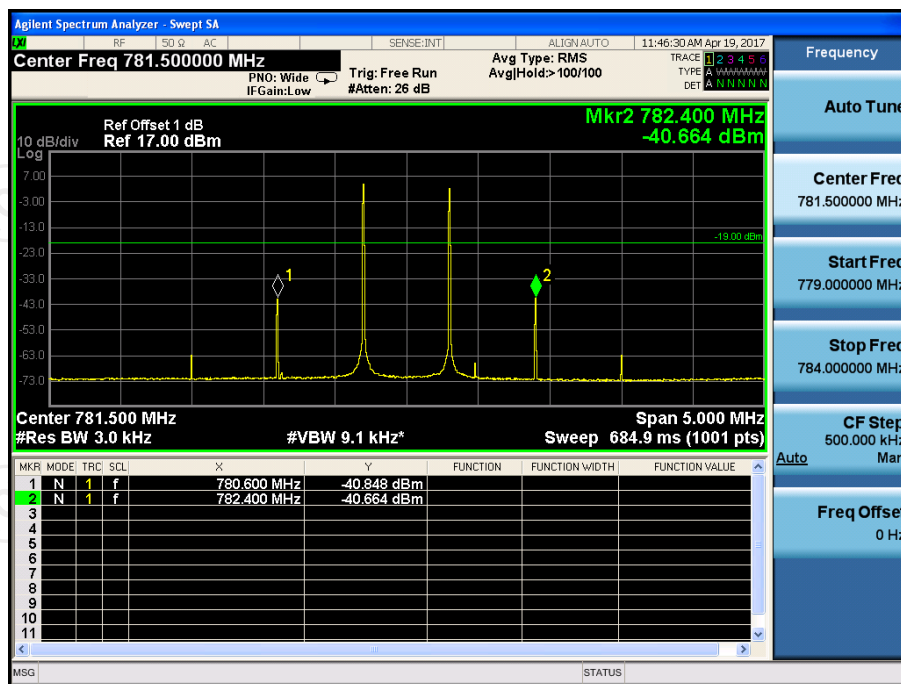 Agilent Spectrum Analyzer - Swept SA
LXI RF 50 Ω AC SENSE:INT ALIGN AUTO 11:46:30 AM Apr 19, 2017
Center Freq 781.500000 MHz
PNO: Wide
IFGain:Low
Trig: Free Run
#Atten: 26 dB
Avg Type: RMS
Avg|Hold:>100/100
TRACE 1 2 3 4 5 6
TYPE A WWWWWW
DET A N N N N N
Frequency
Auto Tune
Center Freq
781.500000 MHz
Start Freq
779.000000 MHz
Stop Freq
784.000000 MHz
CF Step
500.000 kHz
Auto Man
Freq Offset
0 Hz
Mkr2 782.400 MHz
-40.664 dBm
Ref Offset 1 dB
10 dB/div Ref 17.00 dBm
Log
7.00
-3.00
-13.0
-19.00 dBm
-23.0
-33.0
-43.0
-53.0
-63.0
-73.0
1
2
Center 781.500 MHz Span 5.000 MHz
#Res BW 3.0 kHz #VBW 9.1 kHz* Sweep 684.9 ms (1001 pts)
MKR MODE TRC SCL X Y FUNCTION FUNCTION WIDTH FUNCTION VALUE
1 N 1 f 780.600 MHz -40.848 dBm
2 N 1 f 782.400 MHz -40.664 dBm
3
4
5
6
7
8
9
10
11
MSG STATUS